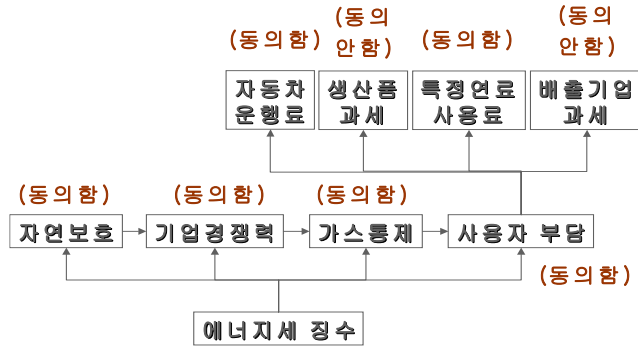 (동의함)
(동의
안함)
(동의함)
(동의
안함)
자동차
운행료
생산품
과세
특정연료
사용료
배출기업
과세
(동의함)
(동의함)
(동의함)
자연보호
기업경쟁력
가스통제
사용자 부담
(동의함)
에너지세 징수